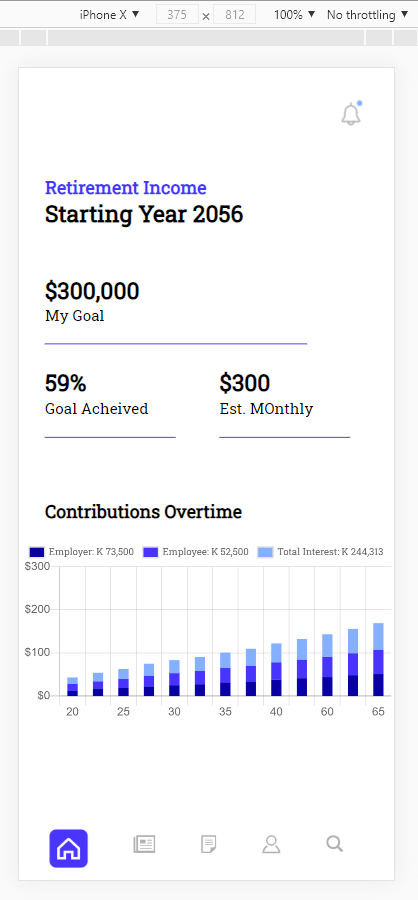 iPhone X ▼ 375 × 812 100% ▼ No throttling ▼
Retirement Income
Starting Year 2056
$300,000
My Goal
59% $300
Goal Acheived Est. MOnthly
Contributions Overtime
Employer: K 73,500 Employee: K 52,500 Total Interest: K 244,313
$300
$200
$100
$0
20 25 30 35 40 60 65